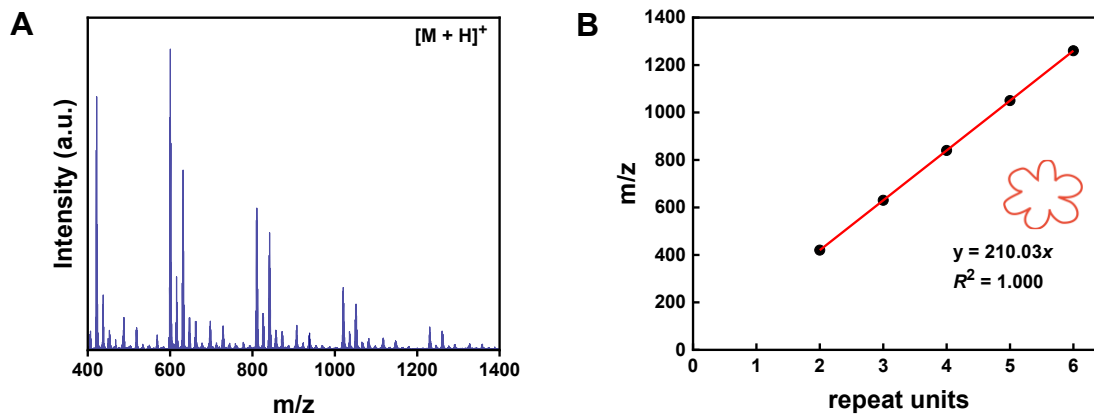 A
[M + H]⁺
Intensity (a.u.)
400 600 800 1000 1200 1400
m/z
B
1400
1200
1000
800
600
400
200
0
m/z
y = 210.03x
R² = 1.000
0 1 2 3 4 5 6
repeat units